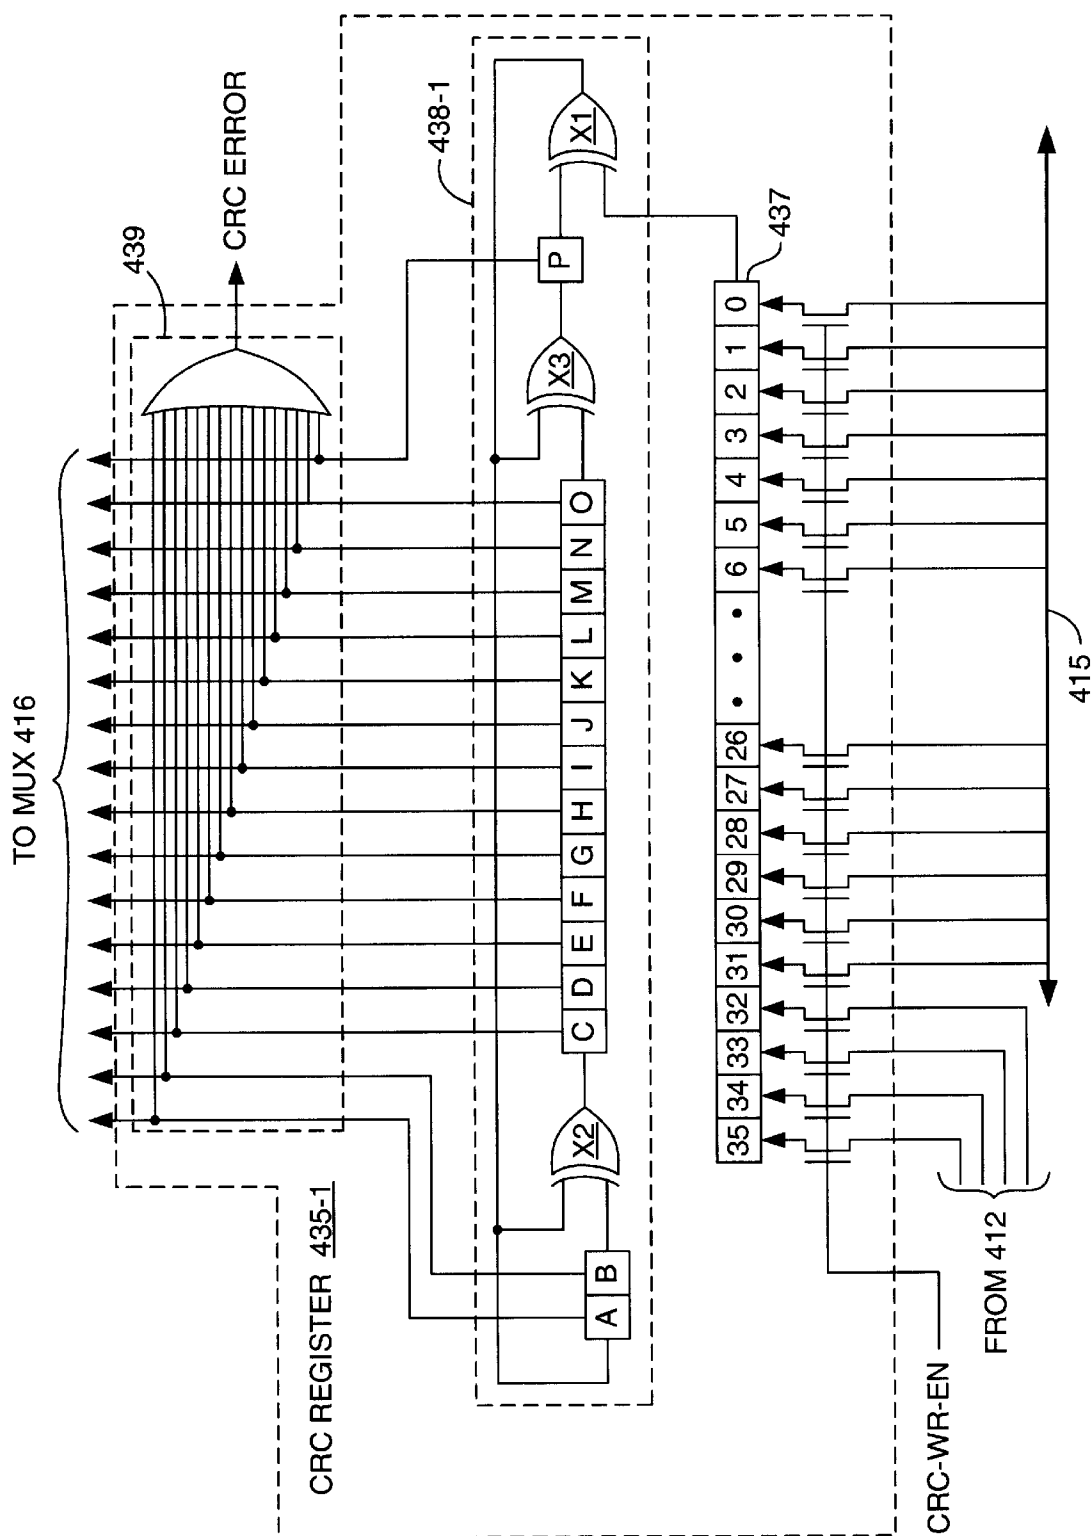 TO MUX 416
439
CRC ERROR
438-1
CRC REGISTER 435-1
A B
X2
C D E F G H I J K L M N O
X3
P
X1
437
35 34 33 32 31 30 29 28 27 26 6 5 4 3 2 1 0
CRC-WR-EN
FROM 412
415